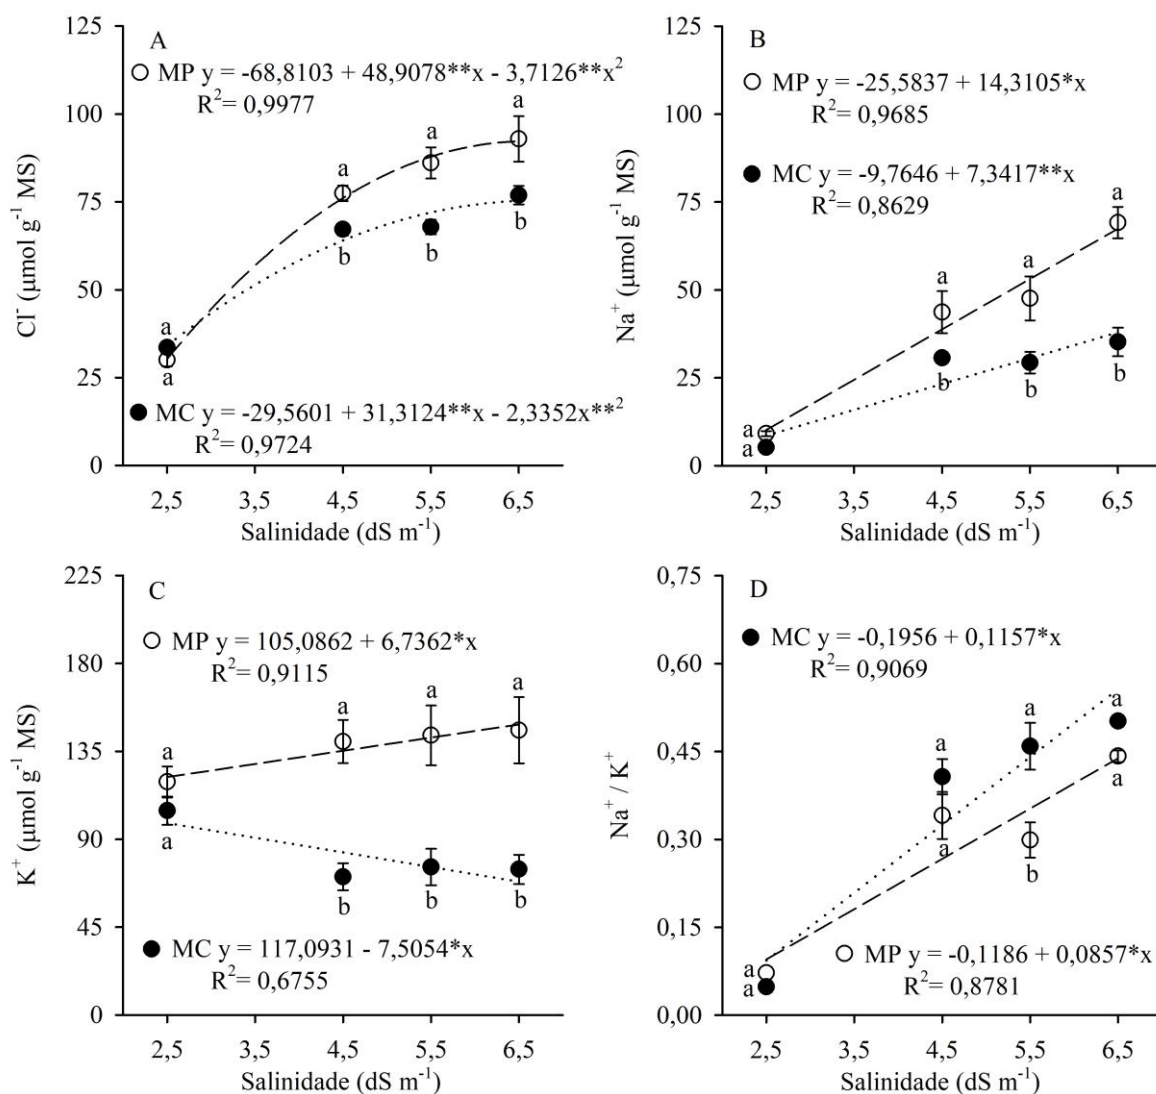 A
MP y = -68,8103 + 48,9078**x - 3,7126**x²
R² = 0,9977
MC y = -29,5601 + 31,3124**x - 2,3352x**²
R²= 0,9724
125
100
75
50
25
0
Cl⁻ (µmol g⁻¹ MS)
a
a
a
a
a
b
b
b
2,5 3,5 4,5 5,5 6,5
Salinidade (dS m⁻¹)
B
MP y = -25,5837 + 14,3105*x
R²= 0,9685
MC y = -9,7646 + 7,3417**x
R²= 0,8629
125
100
75
50
25
0
Na⁺ (µmol g⁻¹ MS)
a
a
a
a
a
b
b
b
2,5 3,5 4,5 5,5 6,5
Salinidade (dS m⁻¹)
C
MP y = 105,0862 + 6,7362*x
R²= 0,9115
MC y = 117,0931 - 7,5054*x
R²= 0,6755
225
180
135
90
45
0
K⁺ (µmol g⁻¹ MS)
a
a
a
a
a
b
b
b
2,5 3,5 4,5 5,5 6,5
Salinidade (dS m⁻¹)
D
MC y = -0,1956 + 0,1157*x
R²= 0,9069
MP y = -0,1186 + 0,0857*x
R²= 0,8781
0,75
0,60
0,45
0,30
0,15
0,00
Na⁺ / K⁺
a
a
a
a
a
a
b
a
2,5 3,5 4,5 5,5 6,5
Salinidade (dS m⁻¹)